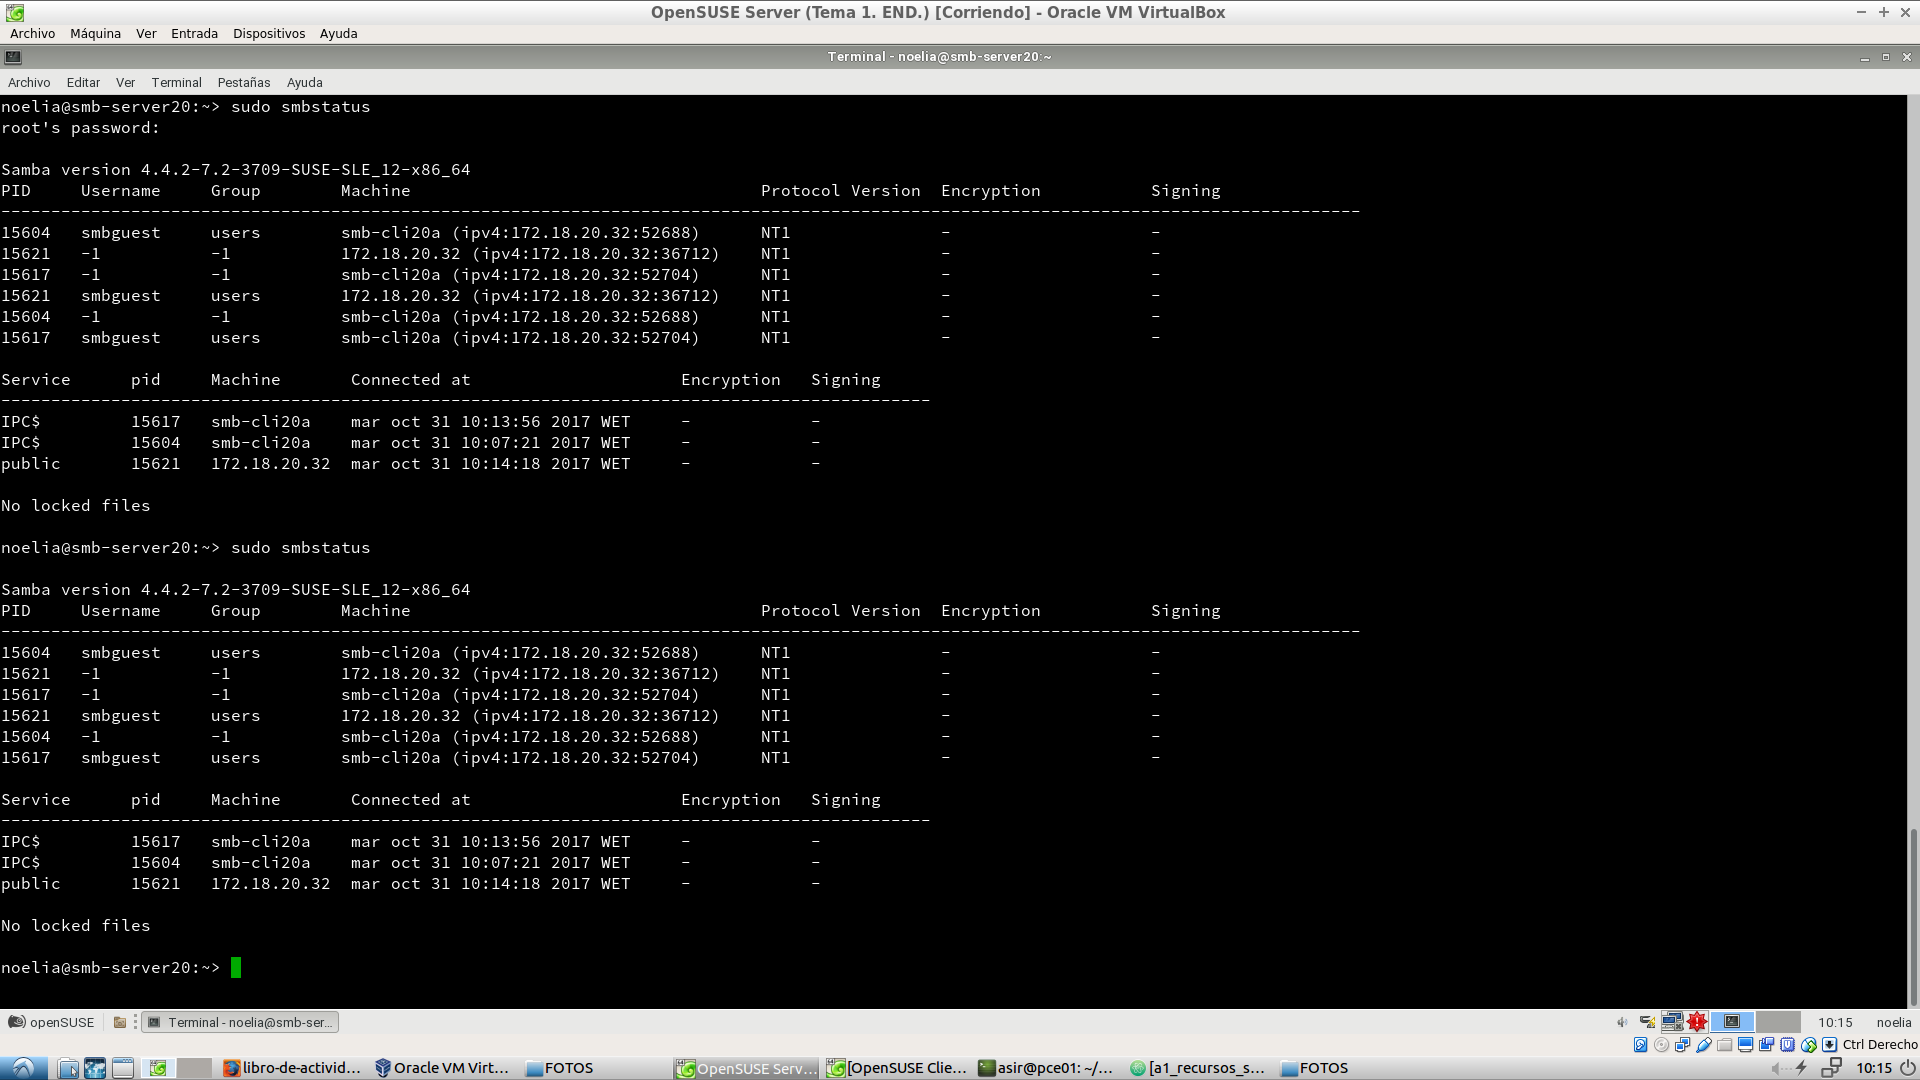 OpenSUSE Server (Tema 1. END.) [Corriendo] - Oracle VM VirtualBox
Archivo Máquina Ver Entrada Dispositivos Ayuda
Terminal - noelia@smb-server20:~
Archivo Editar Ver Terminal Pestañas Ayuda
noelia@smb-server20:~> sudo smbstatus
root's password:
Samba version 4.4.2-7.2-3709-SUSE-SLE_12-x86_64
PID Username Group Machine Protocol Version Encryption Signing
----------------------------------------------------------------------------------------------------------------------------------------
15604 smbguest users smb-cli20a (ipv4:172.18.20.32:52688) NT1 - -
15621 -1 -1 172.18.20.32 (ipv4:172.18.20.32:36712) NT1 - -
15617 -1 -1 smb-cli20a (ipv4:172.18.20.32:52704) NT1 - -
15621 smbguest users 172.18.20.32 (ipv4:172.18.20.32:36712) NT1 - -
15604 -1 -1 smb-cli20a (ipv4:172.18.20.32:52688) NT1 - -
15617 smbguest users smb-cli20a (ipv4:172.18.20.32:52704) NT1 - -
Service pid Machine Connected at Encryption Signing
---------------------------------------------------------------------------------------------
IPC$ 15617 smb-cli20a mar oct 31 10:13:56 2017 WET - -
IPC$ 15604 smb-cli20a mar oct 31 10:07:21 2017 WET - -
public 15621 172.18.20.32 mar oct 31 10:14:18 2017 WET - -
No locked files
noelia@smb-server20:~> sudo smbstatus
Samba version 4.4.2-7.2-3709-SUSE-SLE_12-x86_64
PID Username Group Machine Protocol Version Encryption Signing
----------------------------------------------------------------------------------------------------------------------------------------
15604 smbguest users smb-cli20a (ipv4:172.18.20.32:52688) NT1 - -
15621 -1 -1 172.18.20.32 (ipv4:172.18.20.32:36712) NT1 - -
15617 -1 -1 smb-cli20a (ipv4:172.18.20.32:52704) NT1 - -
15621 smbguest users 172.18.20.32 (ipv4:172.18.20.32:36712) NT1 - -
15604 -1 -1 smb-cli20a (ipv4:172.18.20.32:52688) NT1 - -
15617 smbguest users smb-cli20a (ipv4:172.18.20.32:52704) NT1 - -
Service pid Machine Connected at Encryption Signing
---------------------------------------------------------------------------------------------
IPC$ 15617 smb-cli20a mar oct 31 10:13:56 2017 WET - -
IPC$ 15604 smb-cli20a mar oct 31 10:07:21 2017 WET - -
public 15621 172.18.20.32 mar oct 31 10:14:18 2017 WET - -
No locked files
noelia@smb-server20:~>
openSUSE Terminal - noelia@smb-ser... 10:15 noelia
Ctrl Derecho
libro-de-activid... Oracle VM Virt... FOTOS OpenSUSE Serv... [OpenSUSE Clie... asir@pce01: ~/... [a1_recursos_s... FOTOS 10:15